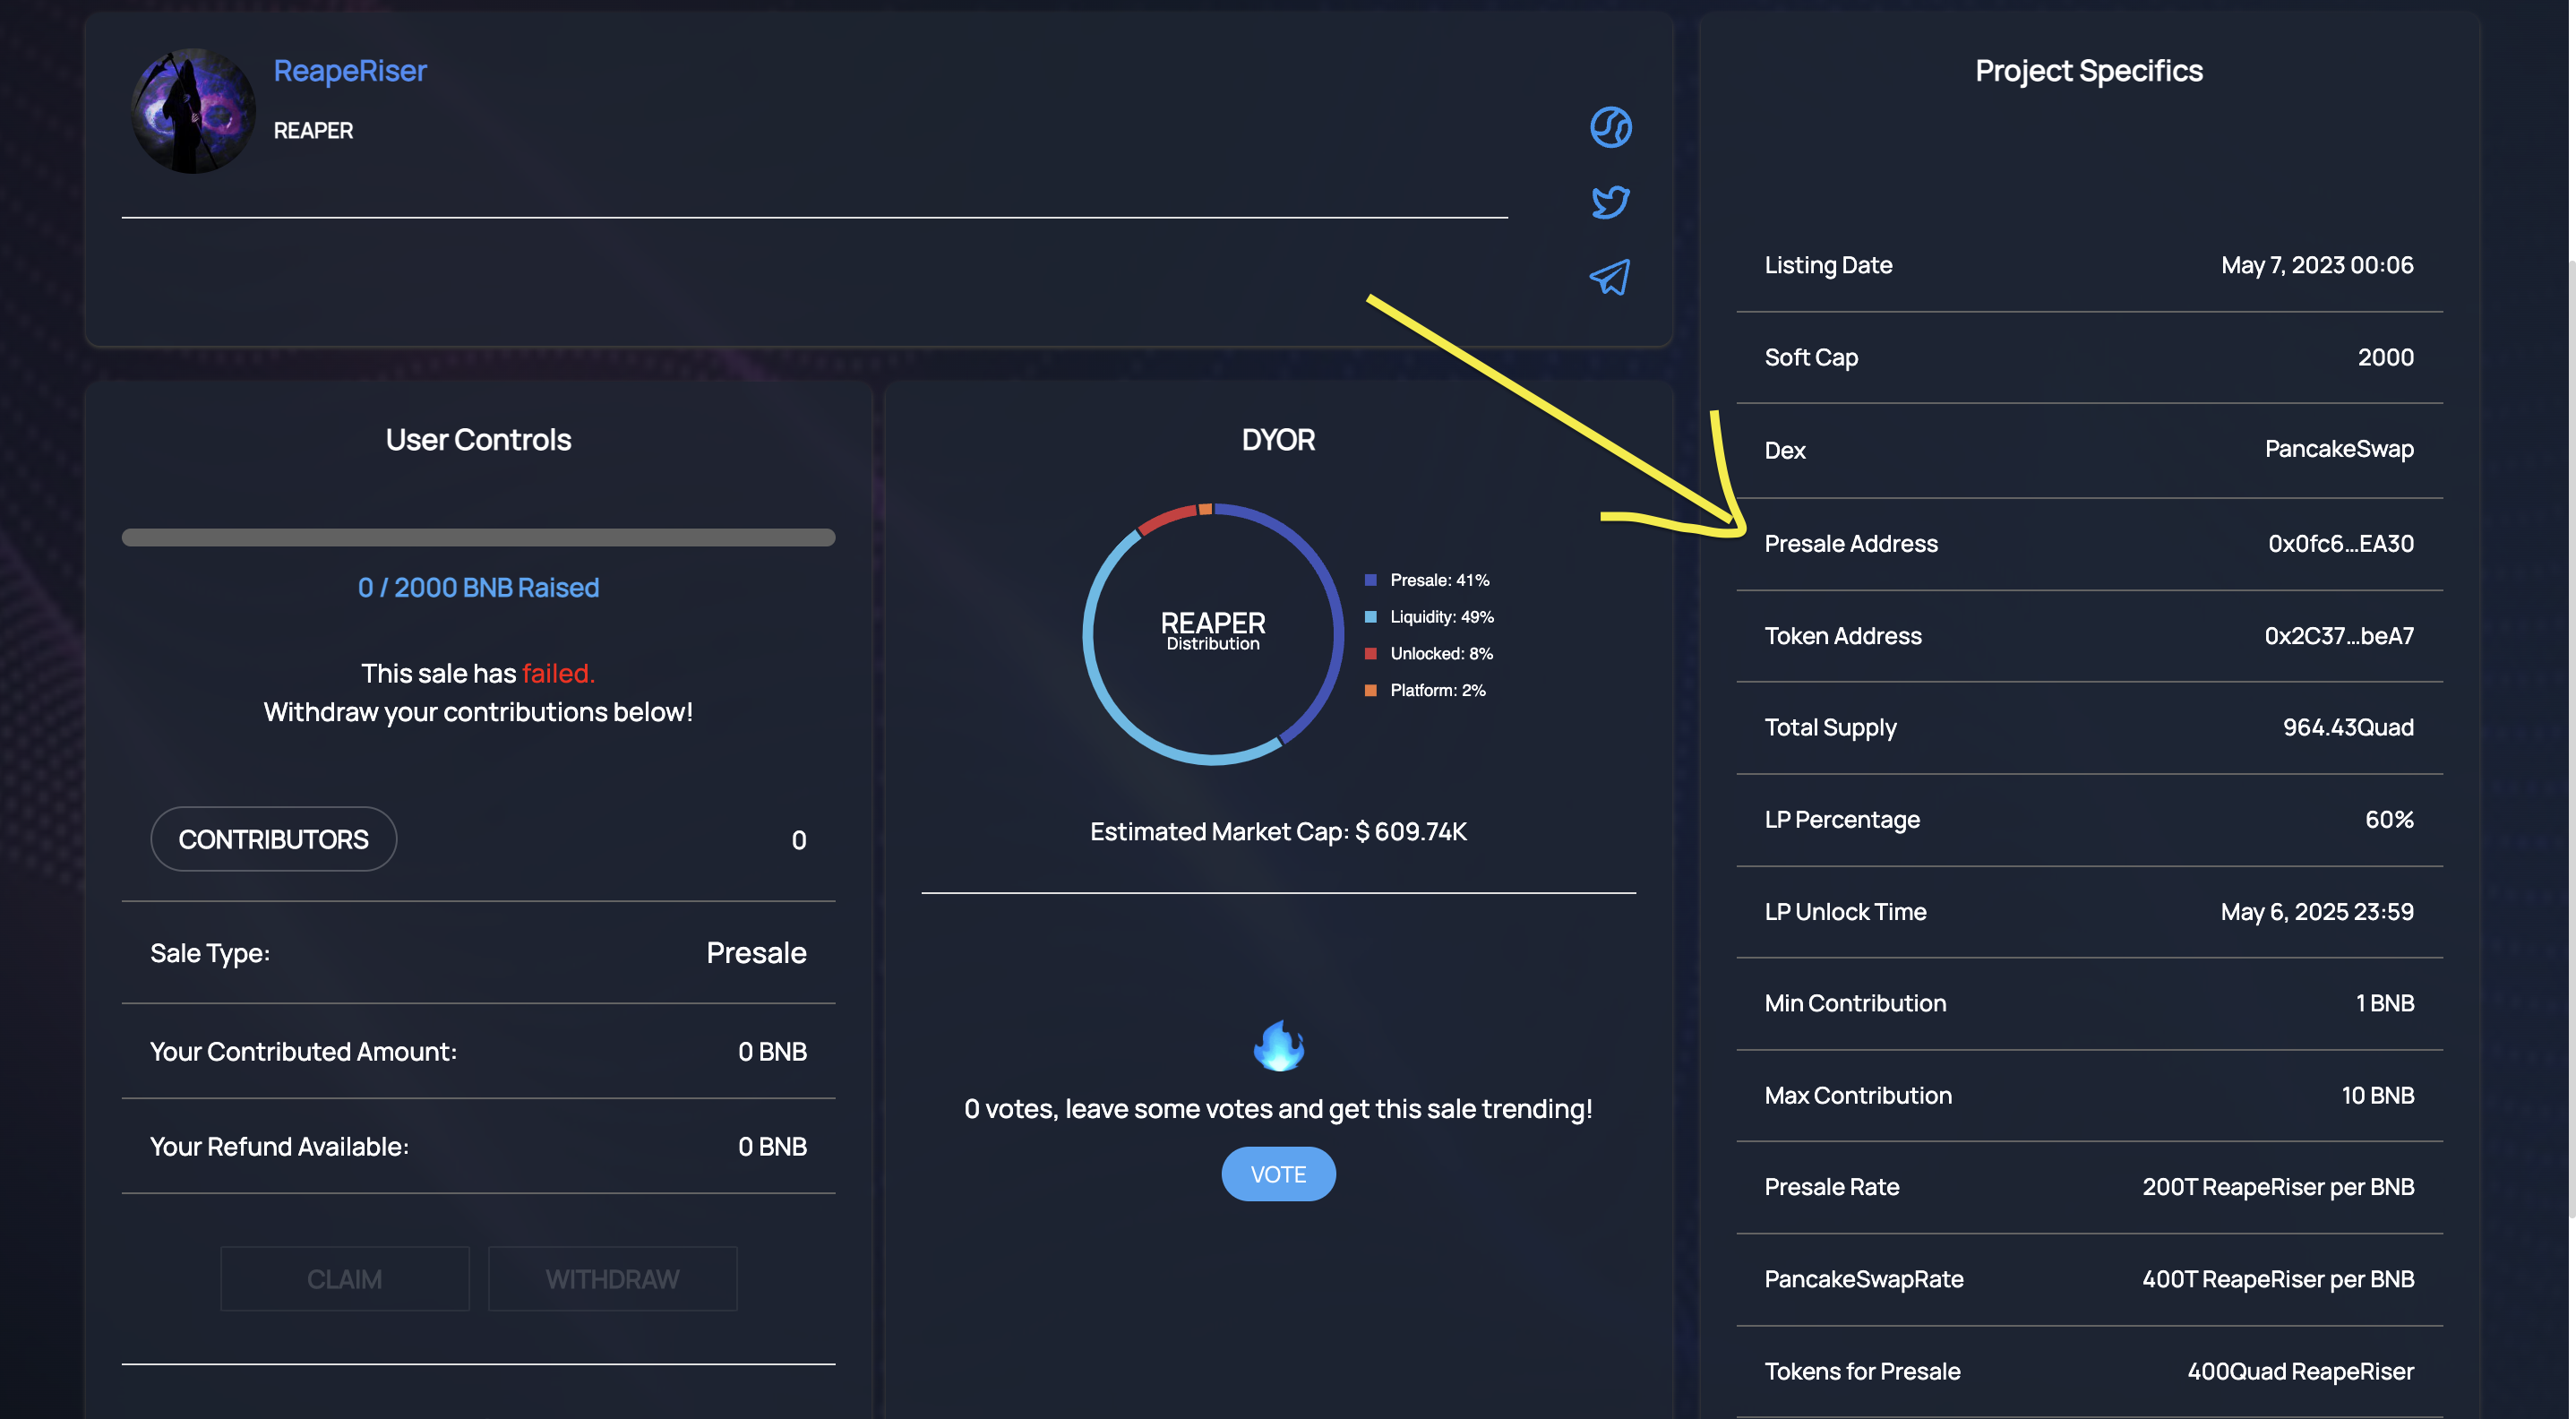 ReapeRiser
REAPER
Project Specifics
Listing Date May 7, 2023 00:06
Soft Cap 2000
Dex PancakeSwap
Presale Address 0x0fc6...EA30
Token Address 0x2C37...beA7
Total Supply 964.43Quad
LP Percentage 60%
LP Unlock Time May 6, 2025 23:59
Min Contribution 1 BNB
Max Contribution 10 BNB
Presale Rate 200T ReapeRiser per BNB
PancakeSwapRate 400T ReapeRiser per BNB
Tokens for Presale 400Quad ReapeRiser
User Controls
0 / 2000 BNB Raised
This sale has failed.
Withdraw your contributions below!
CONTRIBUTORS 0
Sale Type: Presale
Your Contributed Amount: 0 BNB
Your Refund Available: 0 BNB
CLAIM WITHDRAW
DYOR
REAPER
Distribution
Presale: 41%
Liquidity: 49%
Unlocked: 8%
Platform: 2%
Estimated Market Cap: $ 609.74K
0 votes, leave some votes and get this sale trending!
VOTE